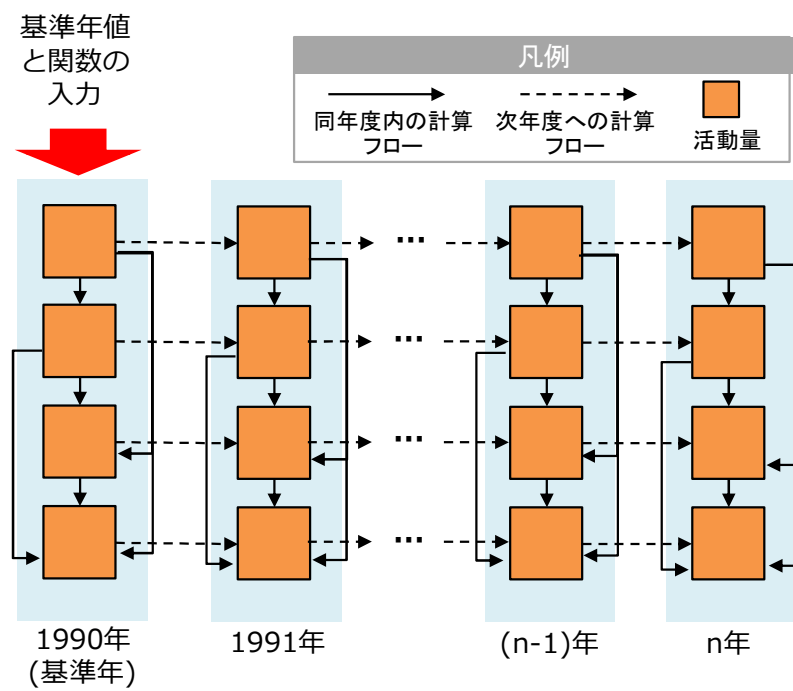 基準年値
と関数の
入力
凡例
同年度内の計算
フロー
次年度への計算
フロー
活動量
...
...
...
...
1990年
(基準年)
1991年
(n-1)年
n年